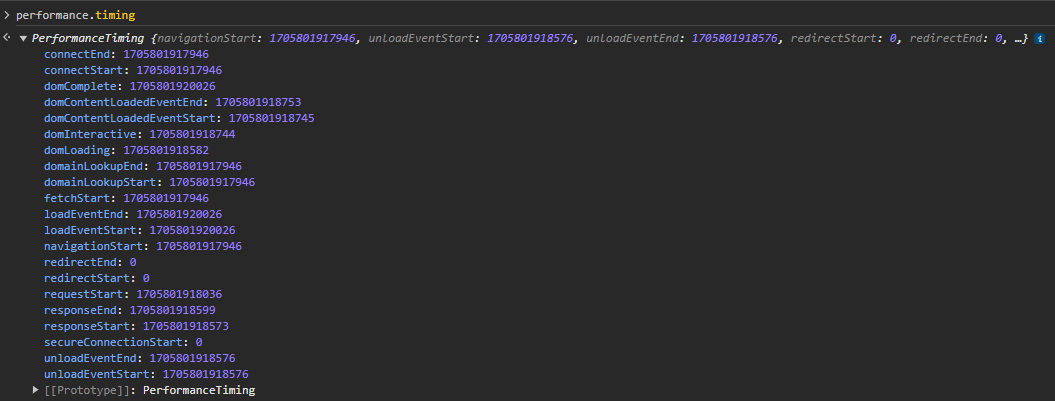 performance.timing
PerformanceTiming {navigationStart: 1705801917946, unloadEventStart: 1705801918576, unloadEventEnd: 1705801918576, redirectStart: 0, redirectEnd: 0, …} i
connectEnd: 1705801917946
connectStart: 1705801917946
domComplete: 1705801920026
domContentLoadedEventEnd: 1705801918753
domContentLoadedEventStart: 1705801918745
domInteractive: 1705801918744
domLoading: 1705801918582
domainLookupEnd: 1705801917946
domainLookupStart: 1705801917946
fetchStart: 1705801917946
loadEventEnd: 1705801920026
loadEventStart: 1705801920026
navigationStart: 1705801917946
redirectEnd: 0
redirectStart: 0
requestStart: 1705801918036
responseEnd: 1705801918599
responseStart: 1705801918573
secureConnectionStart: 0
unloadEventEnd: 1705801918576
unloadEventStart: 1705801918576
[[Prototype]]: PerformanceTiming